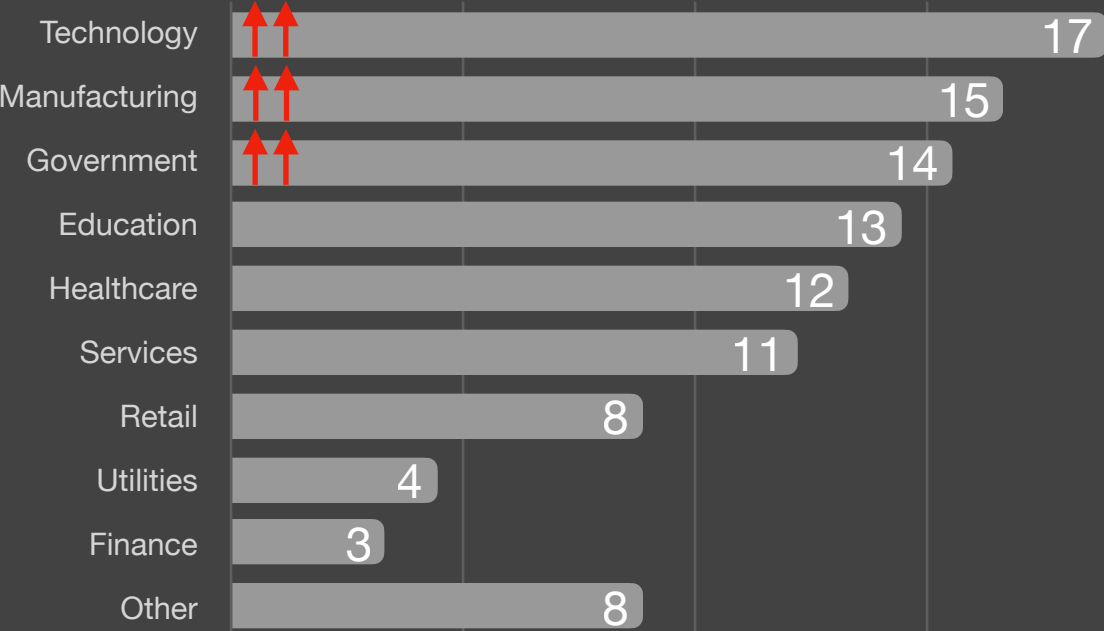 Technology 17
Manufacturing 15
Government 14
Education 13
Healthcare 12
Services 11
Retail 8
Utilities 4
Finance 3
Other 8